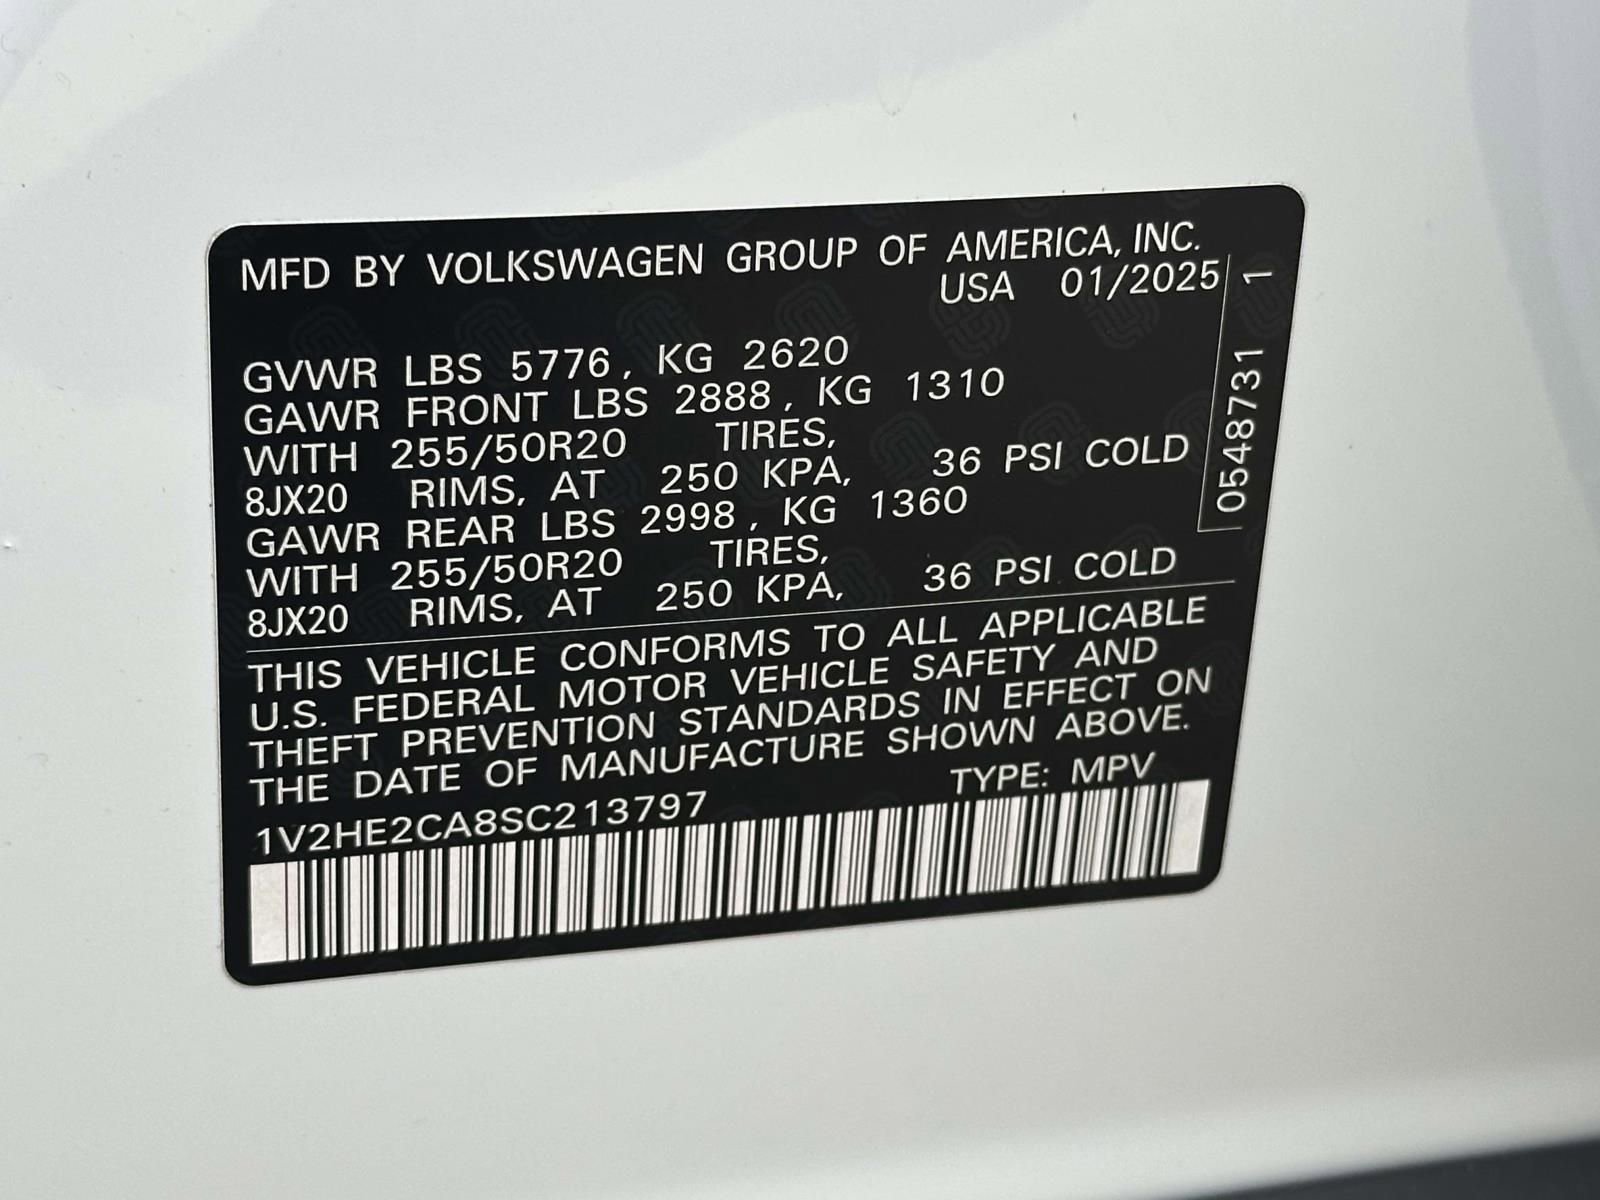 MFD BY VOLKSWAGEN GROUP OF AMERICA, INC.
USA 01/2025
GVWR LBS 5776, KG 2620
GAWR FRONT LBS 2888, KG 1310
WITH 255/50R20 TIRES,
8JX20 RIMS, AT 250 KPA, 36 PSI COLD
GAWR REAR LBS 2998, KG 1360
WITH 255/50R20 TIRES,
8JX20 RIMS, AT 250 KPA, 36 PSI COLD
THIS VEHICLE CONFORMS TO ALL APPLICABLE
U.S. FEDERAL MOTOR VEHICLE SAFETY AND
THEFT PREVENTION STANDARDS IN EFFECT ON
THE DATE OF MANUFACTURE SHOWN ABOVE.
TYPE: MPV
1V2HE2CA8SC213797
0548731 1